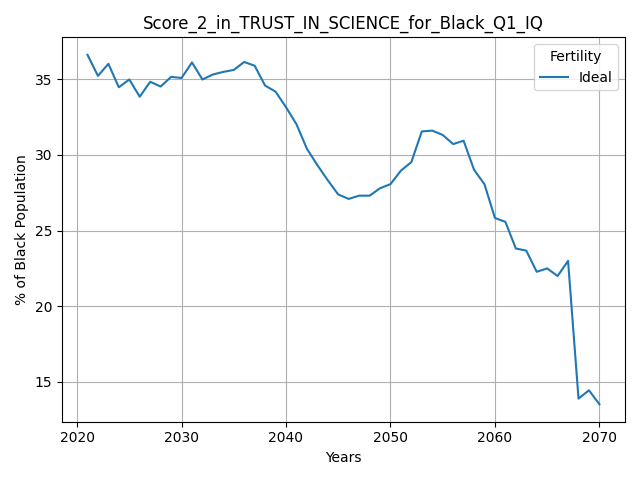 Score_2_in_TRUST_IN_SCIENCE_for_Black_Q1_IQ
Fertility
Ideal
% of Black Population
35
30
25
20
15
2020 2030 2040 2050 2060 2070
Years